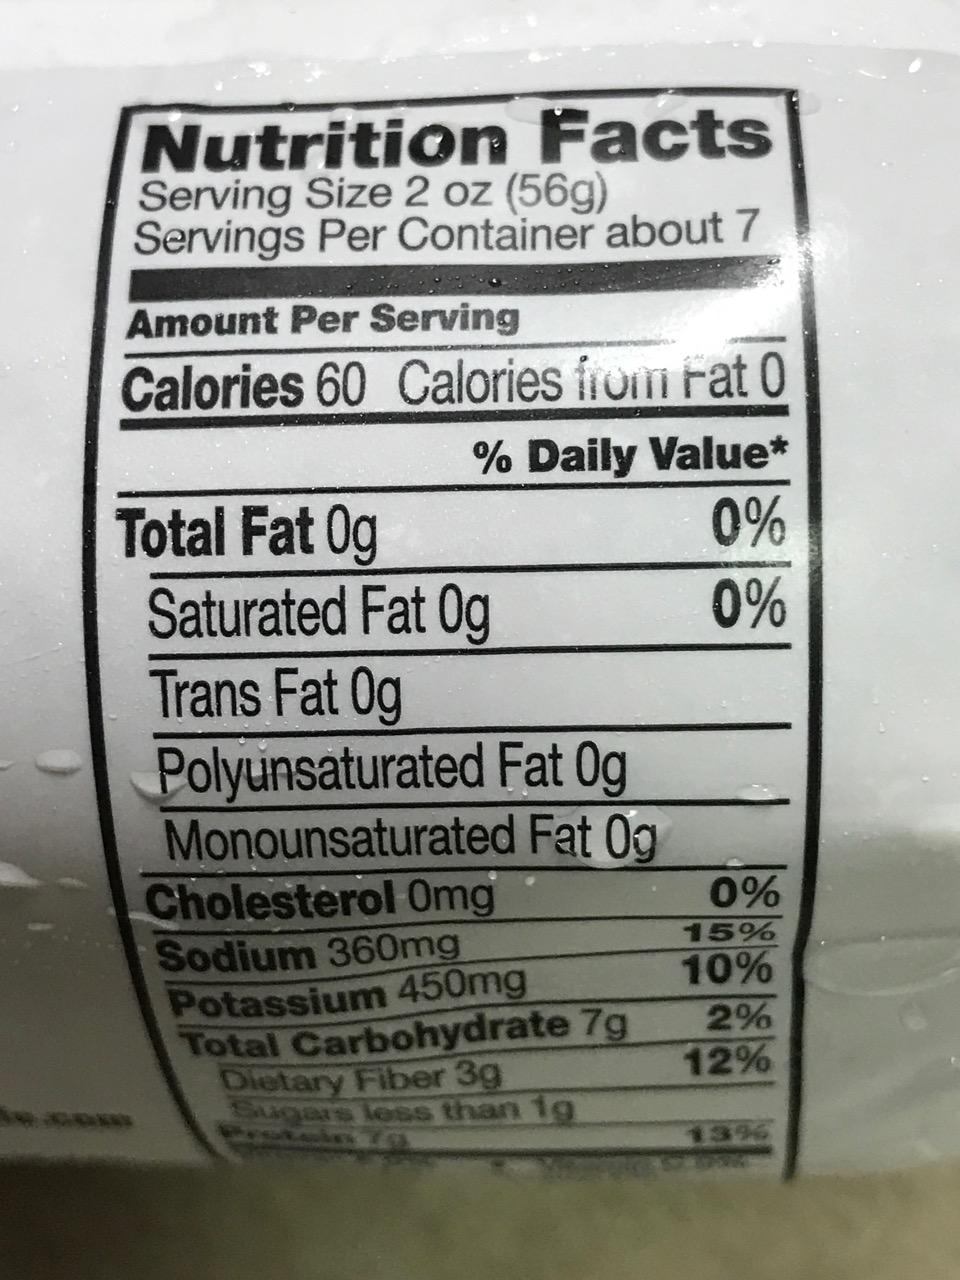 Nutrition Facts
Serving Size 2 oz (56g)
Servings Per Container about 7
Amount Per Serving
Calories 60 Calories from Fat 0
% Daily Value*
Total Fat 0g 0%
Saturated Fat 0g 0%
Trans Fat 0g
Polyunsaturated Fat 0g
Monounsaturated Fat 0g
Cholesterol 0mg 0%
Sodium 360mg 15%
Potassium 450mg 10%
Total Carbohydrate 7g 2%
Dietary Fiber 3g 12%
Sugars less than 1g
Protein 7g 13%